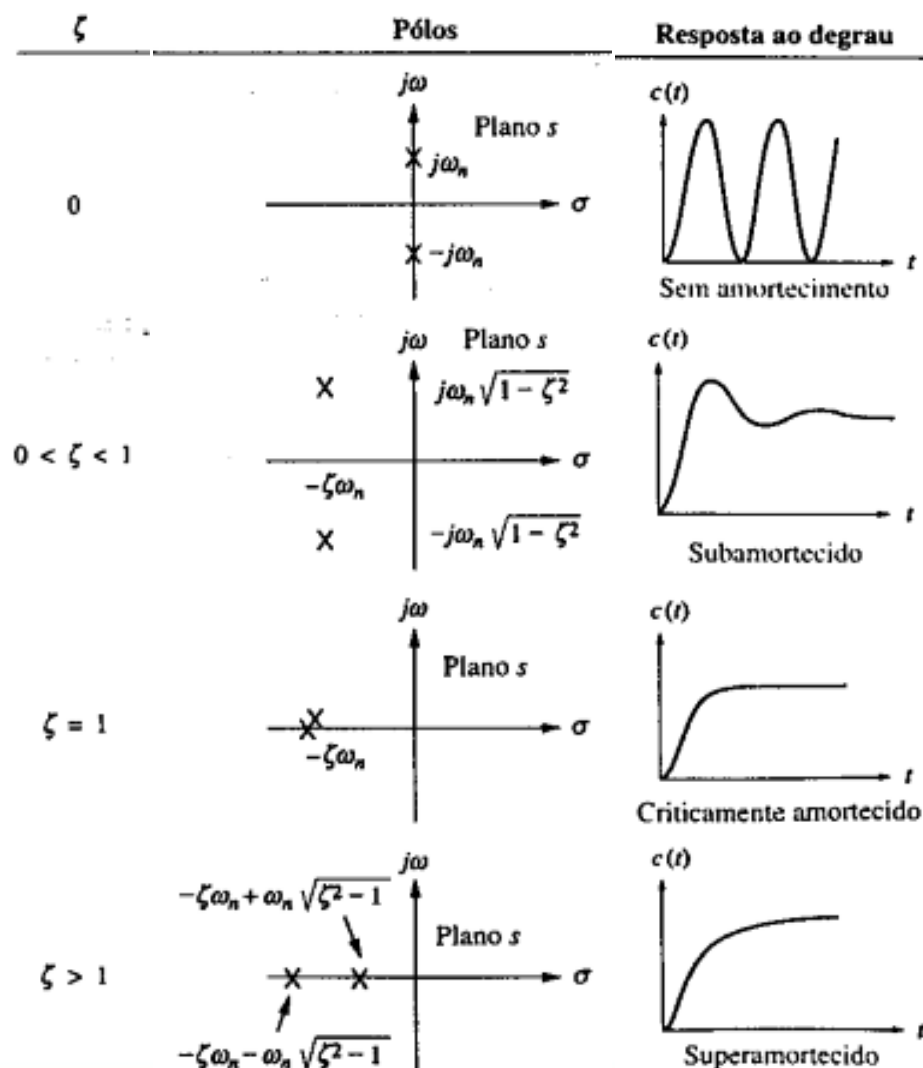 ζ
Pólos
Resposta ao degrau
0
jω
Plano s
jωₙ
σ
-jωₙ
c(t)
t
Sem amortecimento
0 < ζ < 1
jω
Plano s
jωₙ√(1 - ζ²)
σ
-ζωₙ
-jωₙ√(1 - ζ²)
c(t)
t
Subamortecido
ζ = 1
jω
Plano s
σ
-ζωₙ
c(t)
t
Criticamente amortecido
ζ > 1
jω
-ζωₙ + ωₙ√(ζ² - 1)
Plano s
σ
-ζωₙ - ωₙ√(ζ² - 1)
c(t)
t
Superamortecido